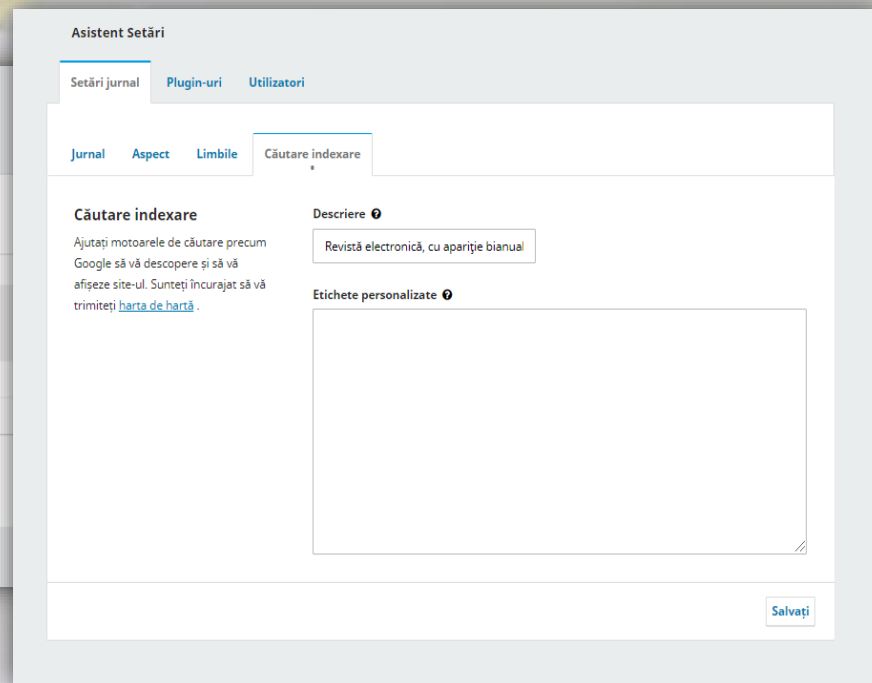 Asistent Setări
Setări jurnal Plugin-uri Utilizatori
Jurnal Aspect Limbile Căutare indexare
Căutare indexare
Ajutați motoarele de căutare precum
Google să vă descopere și să vă
afișeze site-ul. Sunteți încurajat să vă
trimiteți harta de hartă .
Descriere
Revistă electronică, cu apariţie bianual
Etichete personalizate
Salvați